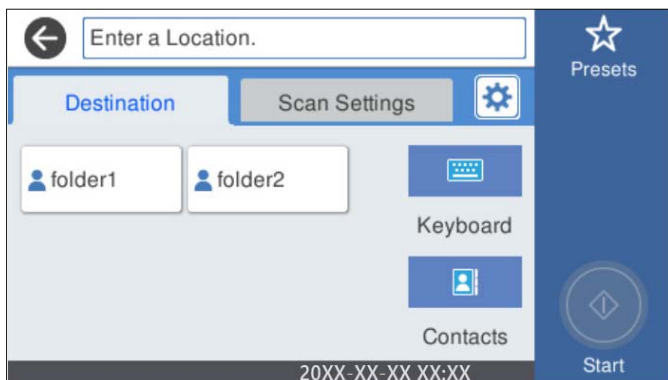 Enter a Location.
Presets
Destination
Scan Settings
folder1
folder2
Keyboard
Contacts
20XX-XX-XX XX:XX
Start